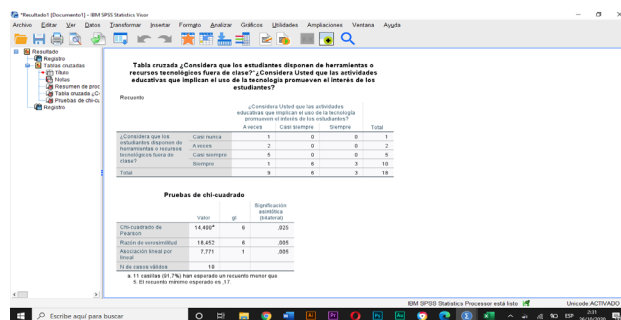 *Resultado1 [Documento1] - IBM SPSS Statistics Visor
Archivo Editar Ver Datos Transformar Insertar Formato Analizar Gráficos Utilidades Ampliaciones Ventana Ayuda
Resultado
Registro
Tablas cruzadas
Título
Notas
Resumen de proc
Tabla cruzada ¿C
Pruebas de chi-cu
Registro
Tabla cruzada ¿Considera que los estudiantes disponen de herramientas o
recursos tecnológicos fuera de clase?*¿Considera Usted que las actividades
educativas que implican el uso de la tecnología promueven el interés de los
estudiantes?
Recuento
¿Considera Usted que las actividades
educativas que implican el uso de la tecnología
promueven el interés de los estudiantes?
A veces Casi siempre Siempre Total
¿Considera que los estudiantes disponen de herramientas o recursos tecnológicos fuera de clase?
Casi nunca 1 0 0 1
A veces 2 0 0 2
Casi siempre 5 0 0 5
Siempre 1 6 3 10
Total 9 6 3 18
Pruebas de chi-cuadrado
Valor gl Significación asintótica (bilateral)
Chi-cuadrado de Pearson 14,400ª 6 ,025
Razón de verosimilitud 18,452 6 ,005
Asociación lineal por lineal 7,771 1 ,005
N de casos válidos 18
a. 11 casillas (91,7%) han esperado un recuento menor que
5. El recuento mínimo esperado es ,17.
IBM SPSS Statistics Processor está listo Unicode:ACTIVADO
Escribe aquí para buscar
ESP
2:31
26/10/2020